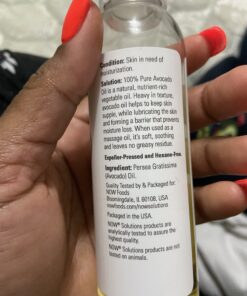 Condition: Skin in need of
moisturization.
Solution: 100% Pure Avocado
Oil is a natural, nutrient-rich
vegetable oil. Heavy in texture,
avocado oil helps to keep skin
supple, while lubricating the skin
and forming a barrier that prevents
moisture loss. When used as a
massage oil, it's soft, soothing
and leaves no greasy residue.
Expeller-Pressed and Hexane-Free.
Ingredient: Persea Gratissima
(Avocado) Oil.
Quality Tested by & Packaged for:
NOW Foods
Bloomingdale, IL 60108, USA
nowfoods.com/nowsolutions
Packaged in the USA.
NOW® Solutions products are
analytically tested to assure the
highest quality.
NOW® Solutions products are not
tested on animals.